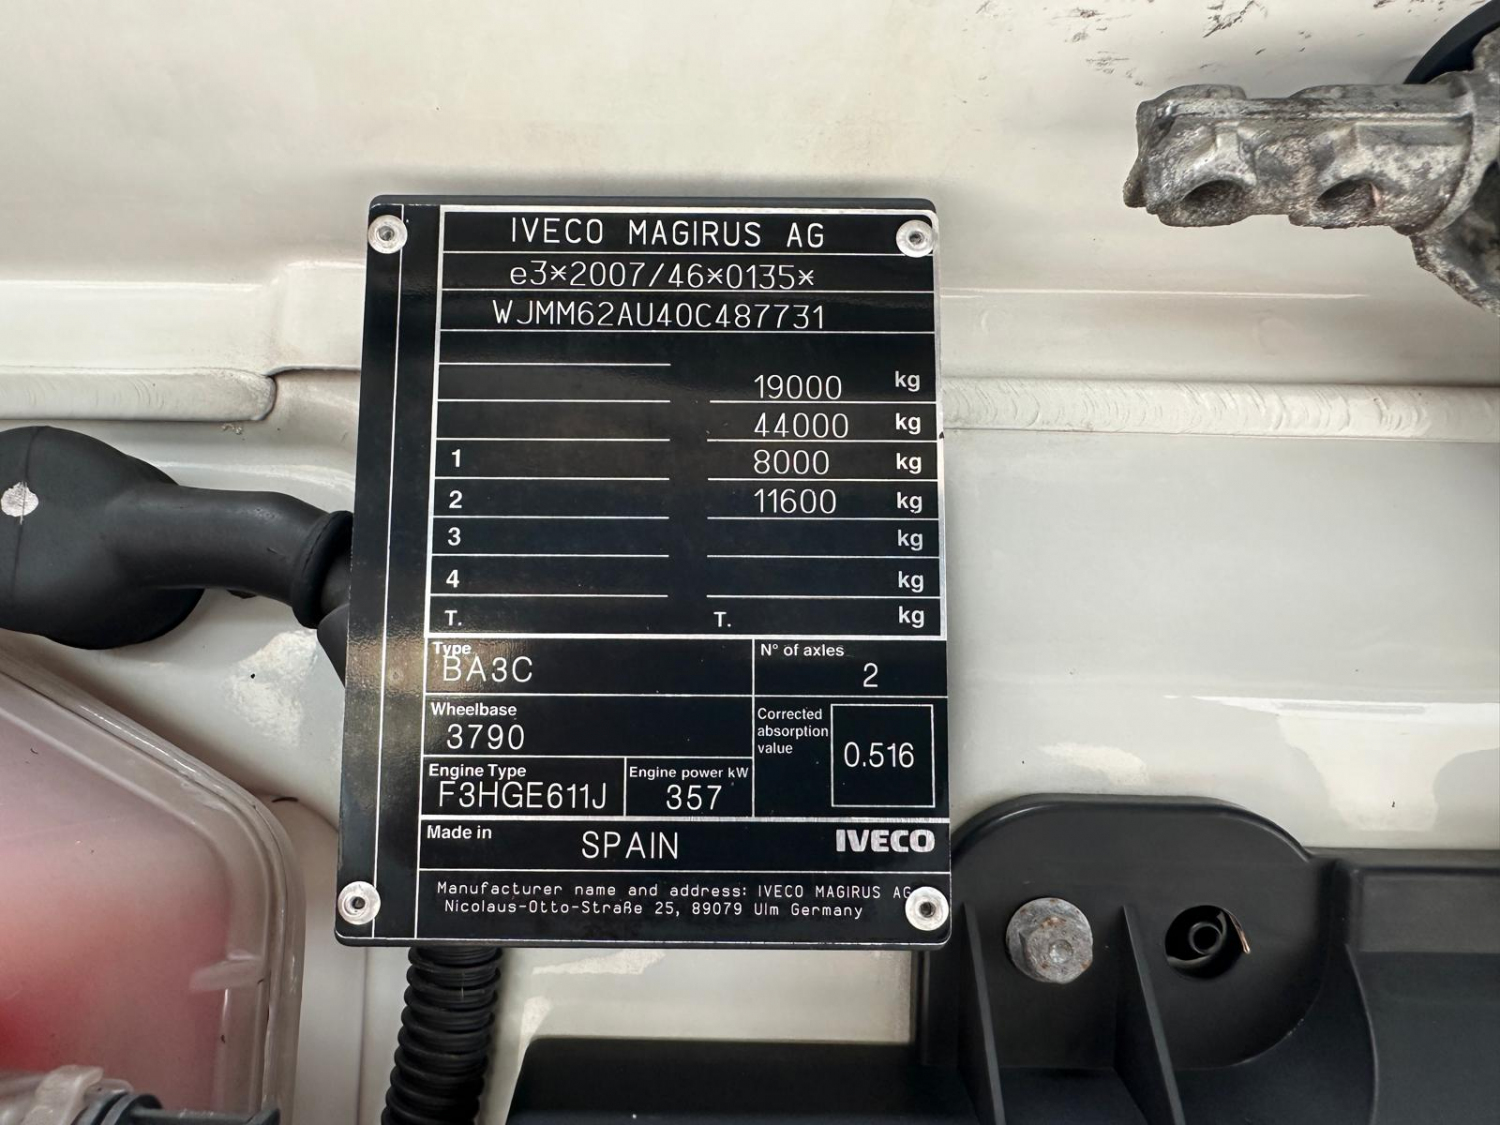 IVECO MAGIRUS AG
e3*2007/46*0135*
WJMM62AU40C487731
19000 kg
44000 kg
1 8000 kg
2 11600 kg
3 kg
4 kg
T. T. kg
Type
BA3C
N° of axles
2
Wheelbase
3790
Corrected
absorption
value
0.516
Engine Type
F3HGE611J
Engine power kW
357
Made in SPAIN IVECO
Manufacturer name and address: IVECO MAGIRUS AG
Nicolaus-Otto-Straße 25, 89079 Ulm Germany